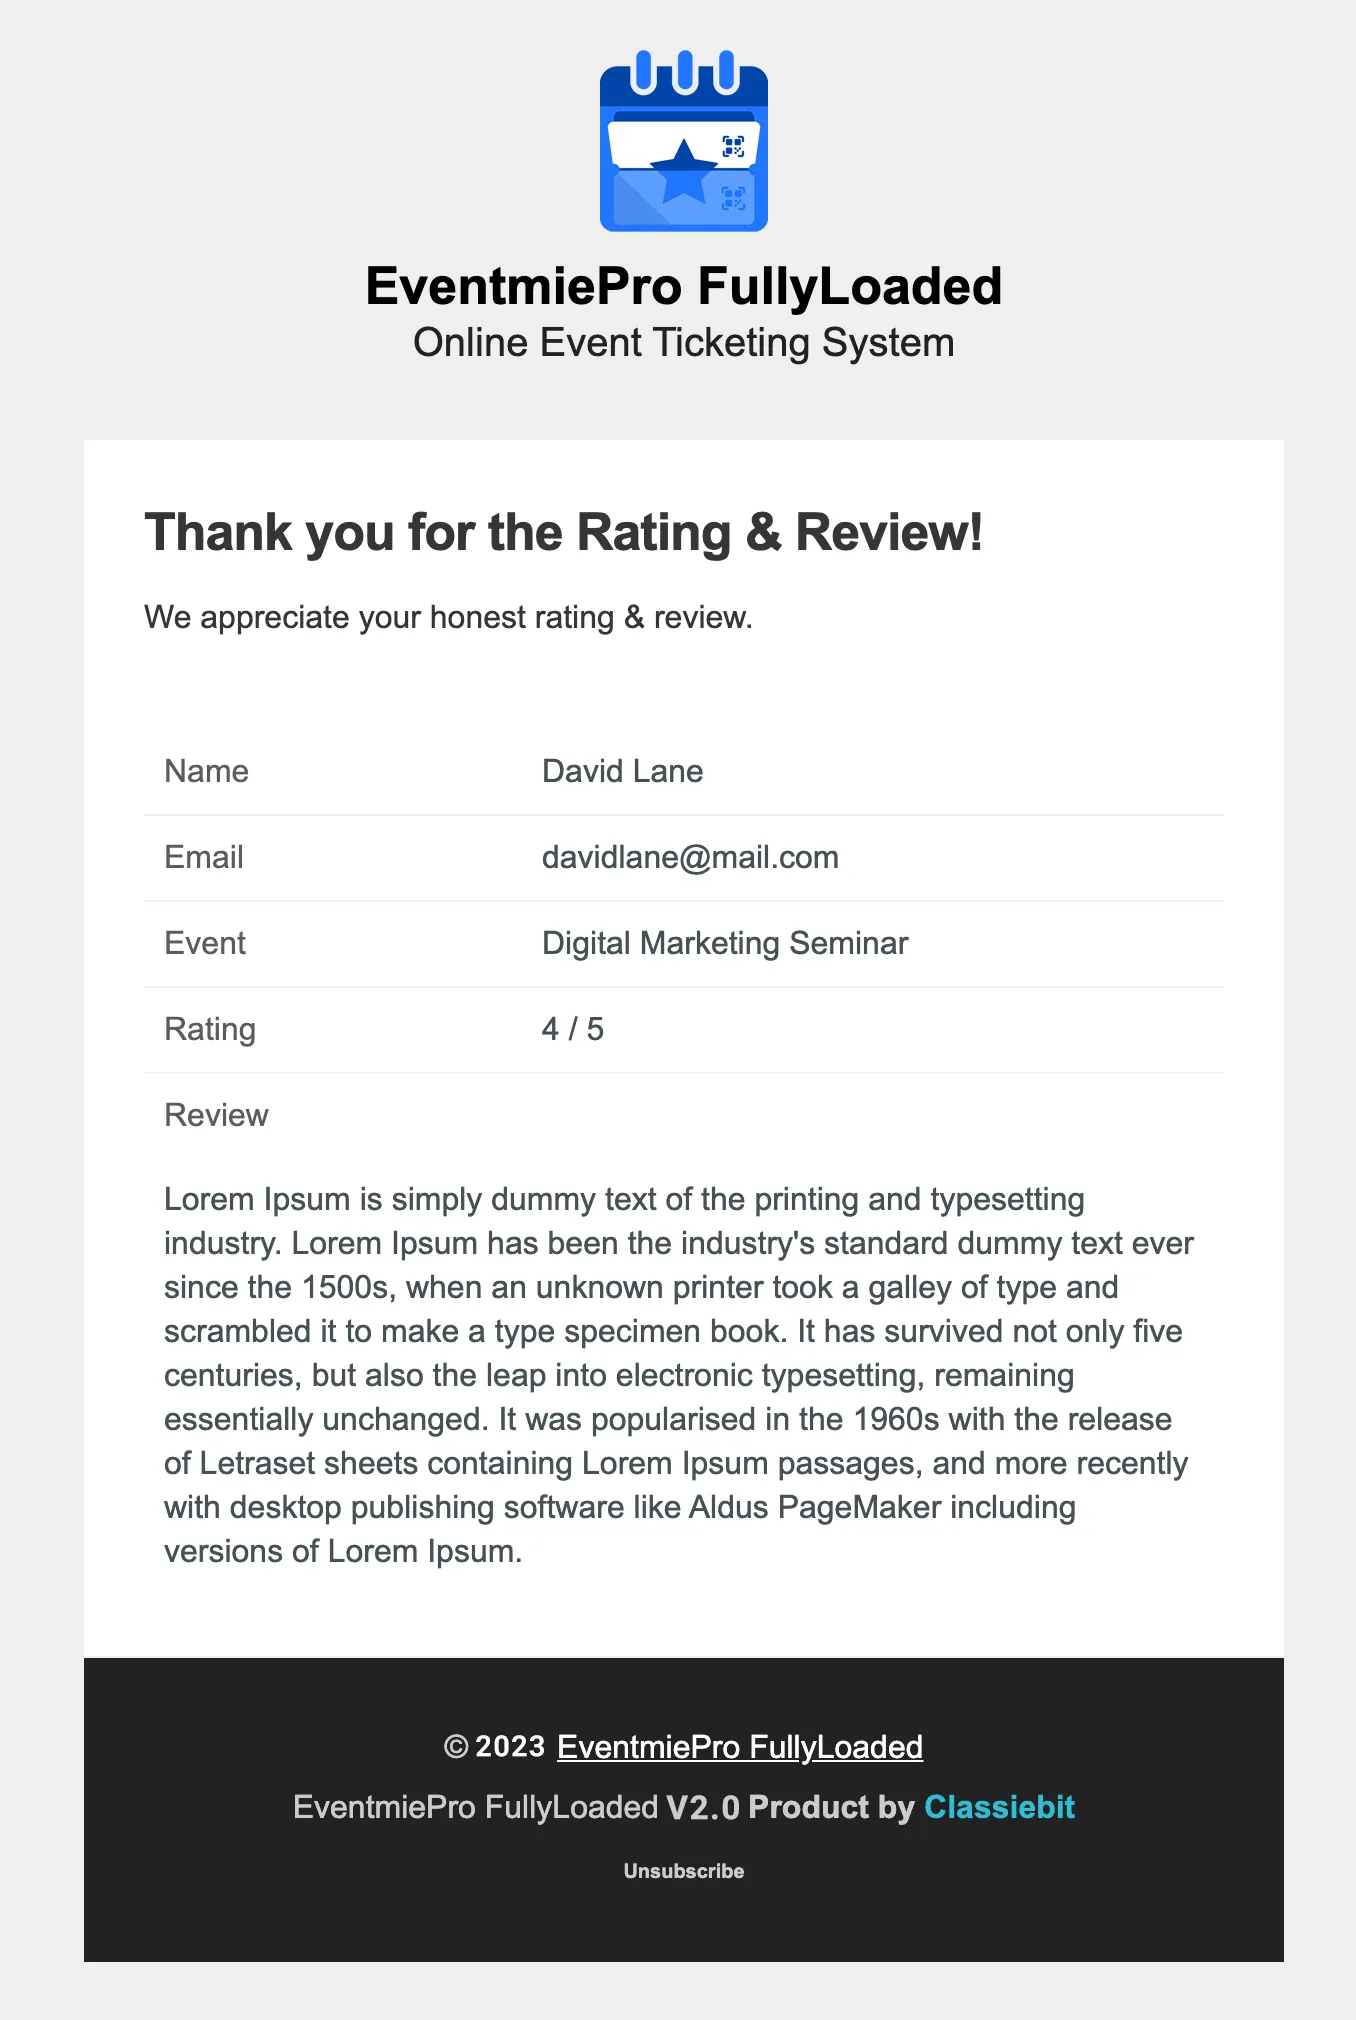 EventmiePro FullyLoaded
Online Event Ticketing System
Thank you for the Rating & Review!
We appreciate your honest rating & review.
Name David Lane
Email davidlane@mail.com
Event Digital Marketing Seminar
Rating 4 / 5
Review
Lorem Ipsum is simply dummy text of the printing and typesetting
industry. Lorem Ipsum has been the industry's standard dummy text ever
since the 1500s, when an unknown printer took a galley of type and
scrambled it to make a type specimen book. It has survived not only five
centuries, but also the leap into electronic typesetting, remaining
essentially unchanged. It was popularised in the 1960s with the release
of Letraset sheets containing Lorem Ipsum passages, and more recently
with desktop publishing software like Aldus PageMaker including
versions of Lorem Ipsum.
© 2023 EventmiePro FullyLoaded
EventmiePro FullyLoaded V2.0 Product by Classiebit
Unsubscribe